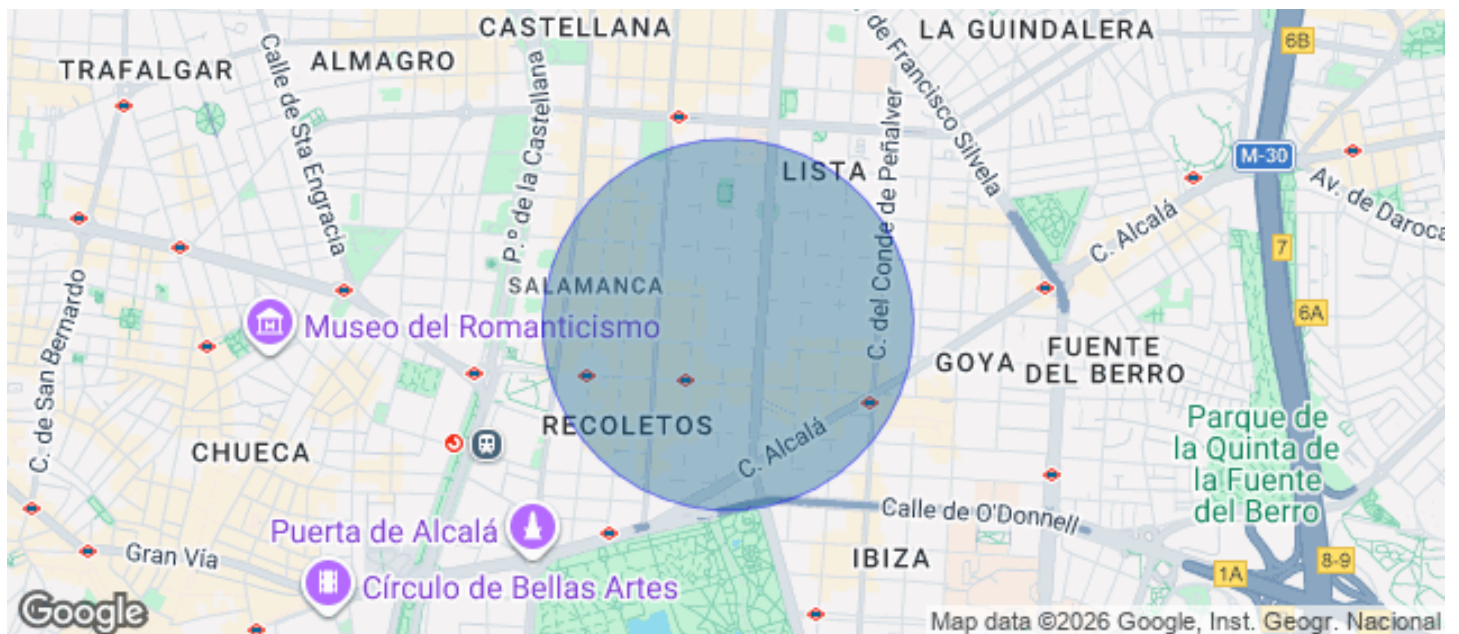 CASTELLANA
LA GUINDALERA
TRAFALGAR
ALMAGRO
Calle de Sta Engracia
P.º de la Castellana
de Francisco Silvela
6B
LISTA
C. del Conde de Peñalver
M-30
Av. de Daroca
C. Alcalá
7
SALAMANCA
6A
C. de San Bernardo
Museo del Romanticismo
GOYA
FUENTE
DEL BERRO
RECOLETOS
CHUECA
C. Alcalá
Parque de
la Quinta de
la Fuente
del Berro
Puerta de Alcalá
Calle de O'Donnell
Gran Vía
IBIZA
Círculo de Bellas Artes
1A
8-9
Google
Map data ©2026 Google, Inst. Geogr. Nacional